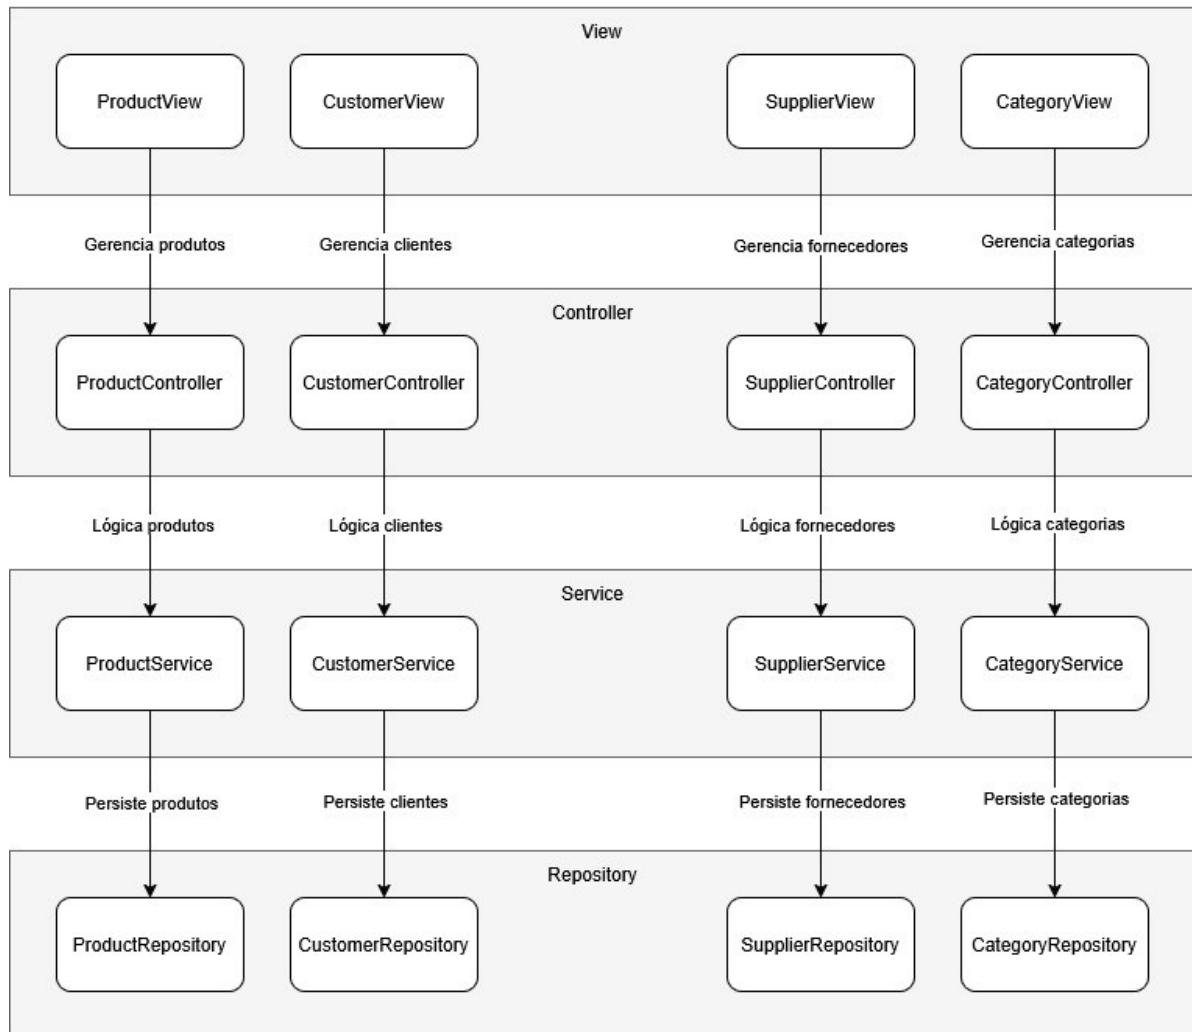 View
ProductView
CustomerView
SupplierView
CategoryView
Gerencia produtos
Gerencia clientes
Gerencia fornecedores
Gerencia categorias
Controller
ProductController
CustomerController
SupplierController
CategoryController
Lógica produtos
Lógica clientes
Lógica fornecedores
Lógica categorias
Service
ProductService
CustomerService
SupplierService
CategoryService
Persiste produtos
Persiste clientes
Persiste fornecedores
Persiste categorias
Repository
ProductRepository
CustomerRepository
SupplierRepository
CategoryRepository